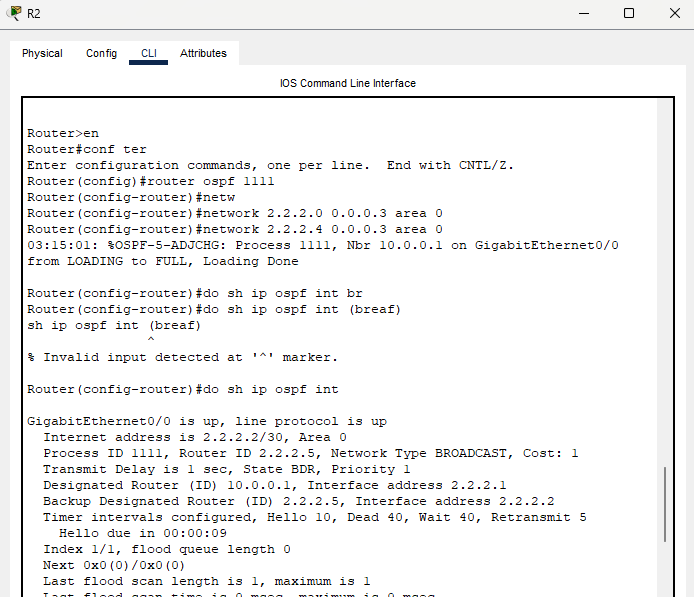 R2
Physical Config CLI Attributes
IOS Command Line Interface
Router>en
Router#conf ter
Enter configuration commands, one per line.  End with CNTL/Z.
Router(config)#router ospf 1111
Router(config-router)#netw
Router(config-router)#network 2.2.2.0 0.0.0.3 area 0
Router(config-router)#network 2.2.2.4 0.0.0.3 area 0
03:15:01: %OSPF-5-ADJCHG: Process 1111, Nbr 10.0.0.1 on GigabitEthernet0/0
from LOADING to FULL, Loading Done
Router(config-router)#do sh ip ospf int br
Router(config-router)#do sh ip ospf int (breaf)
sh ip ospf int (breaf)
^
% Invalid input detected at '^' marker.
Router(config-router)#do sh ip ospf int
GigabitEthernet0/0 is up, line protocol is up
Internet address is 2.2.2.2/30, Area 0
Process ID 1111, Router ID 2.2.2.5, Network Type BROADCAST, Cost: 1
Transmit Delay is 1 sec, State BDR, Priority 1
Designated Router (ID) 10.0.0.1, Interface address 2.2.2.1
Backup Designated Router (ID) 2.2.2.5, Interface address 2.2.2.2
Timer intervals configured, Hello 10, Dead 40, Wait 40, Retransmit 5
Hello due in 00:00:09
Index 1/1, flood queue length 0
Next 0x0(0)/0x0(0)
Last flood scan length is 1, maximum is 1
Last flood scan time is 0 msec, maximum is 0 msec